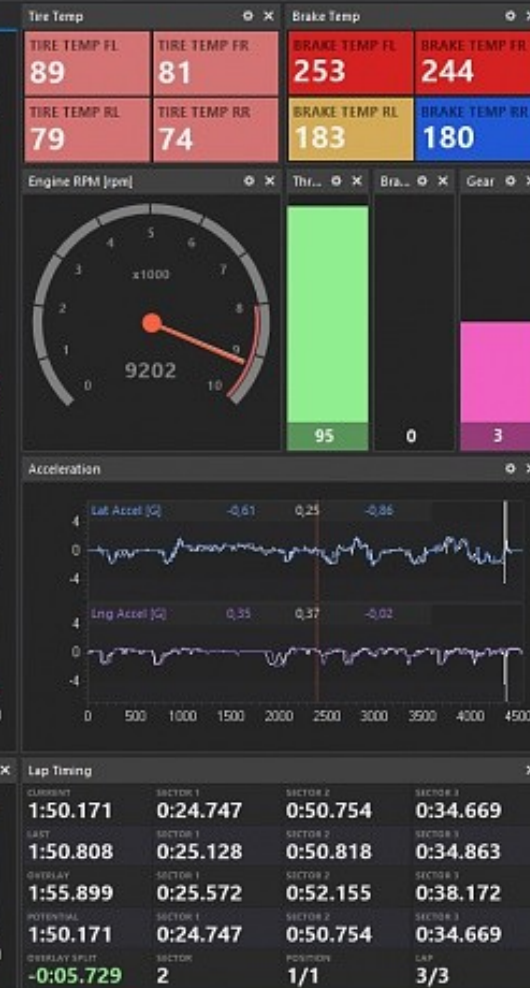 Tire Temp
Brake Temp
TIRE TEMP FL
TIRE TEMP FR
BRAKE TEMP FL
BRAKE TEMP FR
89
81
253
244
TIRE TEMP RL
TIRE TEMP RR
BRAKE TEMP RL
BRAKE TEMP RR
79
74
183
180
Engine RPM [rpm]
Thr...
Bra...
Gear
0
1
2
3
4
5
6
7
8
9
10
x1000
9202
95
0
3
Acceleration
Lat Accel [G]
-0,61
0,25
-0,86
4
0
-4
Lng Accel [G]
0,35
0,37
-0,02
4
0
-4
0
500
1000
1500
2000
2500
3000
3500
4000
4500
Lap Timing
CURRENT
SECTOR 1
SECTOR 2
SECTOR 3
1:50.171
0:24.747
0:50.754
0:34.669
LAST
SECTOR 1
SECTOR 2
SECTOR 3
1:50.808
0:25.128
0:50.818
0:34.863
OVERLAY
SECTOR 1
SECTOR 2
SECTOR 3
1:55.899
0:25.572
0:52.155
0:38.172
POTENTIAL
SECTOR 1
SECTOR 2
SECTOR 3
1:50.171
0:24.747
0:50.754
0:34.669
OVERLAY SPLIT
SECTOR
POSITION
LAP
-0:05.729
2
1/1
3/3